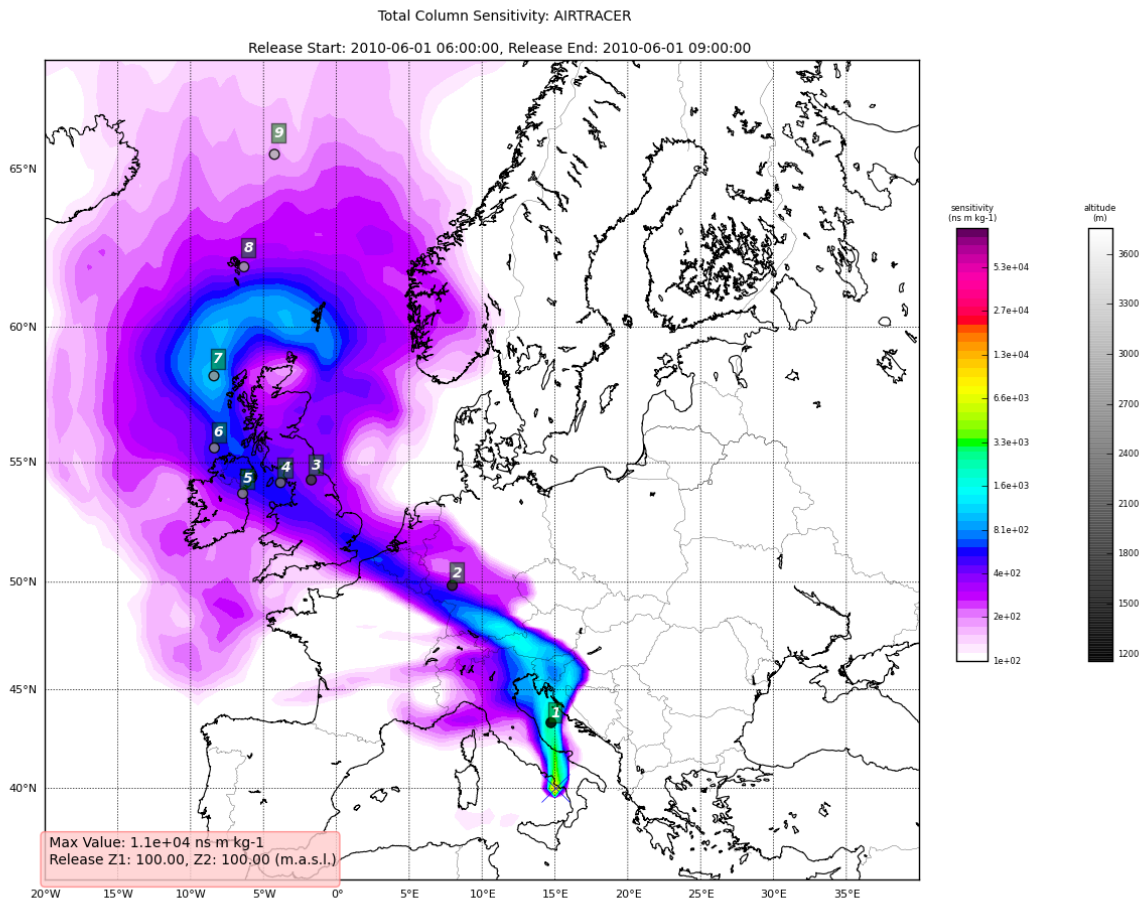 Total Column Sensitivity: AIRTRACER
Release Start: 2010-06-01 06:00:00, Release End: 2010-06-01 09:00:00
9
65°N
8
60°N
7
6
55°N
5
4
3
50°N
2
45°N
1
40°N
Max Value: 1.1e+04 ns m kg-1
Release Z1: 100.00, Z2: 100.00 (m.a.s.l.)
20°W 15°W 10°W 5°W 0° 5°E 10°E 15°E 20°E 25°E 30°E 35°E
sensitivity
(ns m kg-1)
5.3e+04
2.7e+04
1.3e+04
6.6e+03
3.3e+03
1.6e+03
8.1e+02
4e+02
2e+02
1e+02
altitude
(m)
3600
3300
3000
2700
2400
2100
1800
1500
1200